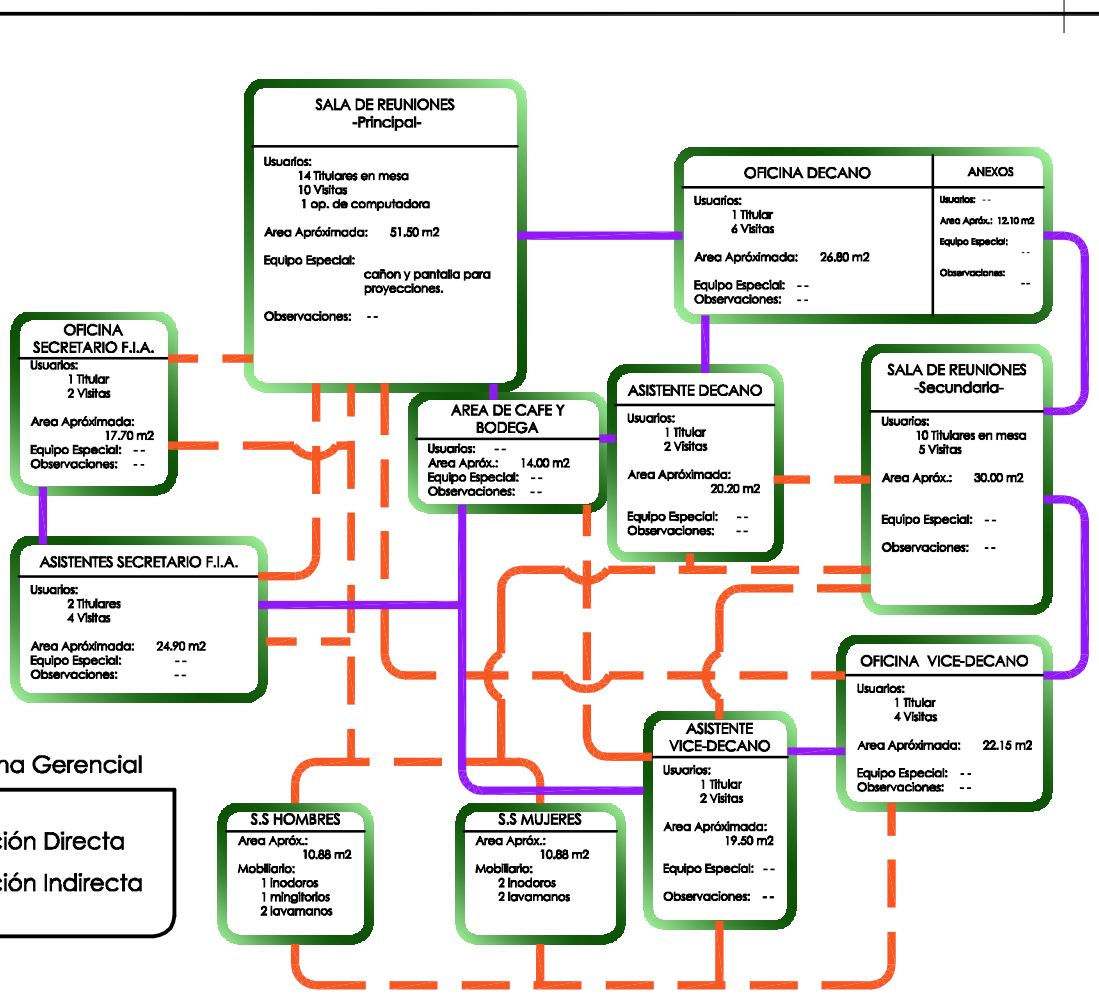 SALA DE REUNIONES
-Principal-
Usuarios:
14 Titulares en mesa
10 Visitas
1 op. de computadora
Area Apróximada: 51.50 m2
Equipo Especial:
cañon y pantalla para
proyecciones.
Observaciones: --
OFICINA DECANO
Usuarios:
1 Titular
6 Visitas
Area Apróximada: 26.80 m2
Equipo Especial: --
Observaciones: --
ANEXOS
Usuarios: --
Area Apróx.: 12.10 m2
Equipo Especial:
--
Observaciones:
--
OFICINA
SECRETARIO F.I.A.
Usuarios:
1 Titular
2 Visitas
Area Apróximada:
17.70 m2
Equipo Especial: --
Observaciones: --
AREA DE CAFE Y
BODEGA
Usuarios: --
Area Apróx.: 14.00 m2
Equipo Especial: --
Observaciones: --
ASISTENTE DECANO
Usuarios:
1 Titular
2 Visitas
Area Apróximada:
20.20 m2
Equipo Especial: --
Observaciones: --
SALA DE REUNIONES
-Secundaria-
Usuarios:
10 Titulares en mesa
5 Visitas
Area Apróx.: 30.00 m2
Equipo Especial: --
Observaciones: --
ASISTENTES SECRETARIO F.I.A.
Usuarios:
2 Titulares
4 Visitas
Area Apróximada: 24.90 m2
Equipo Especial: --
Observaciones: --
OFICINA VICE-DECANO
Usuarios:
1 Titular
4 Visitas
Area Apróximada: 22.15 m2
Equipo Especial: --
Observaciones: --
ASISTENTE
VICE-DECANO
Usuarios:
1 Titular
2 Visitas
Area Apróximada:
19.50 m2
Equipo Especial: --
Observaciones: --
S.S HOMBRES
Area Apróx.:
10.88 m2
Mobiliario:
1 inodoros
1 mingitorios
2 lavamanos
S.S MUJERES
Area Apróx.:
10.88 m2
Mobiliario:
2 inodoros
2 lavamanos
na Gerencial
ción Directa
ción Indirecta